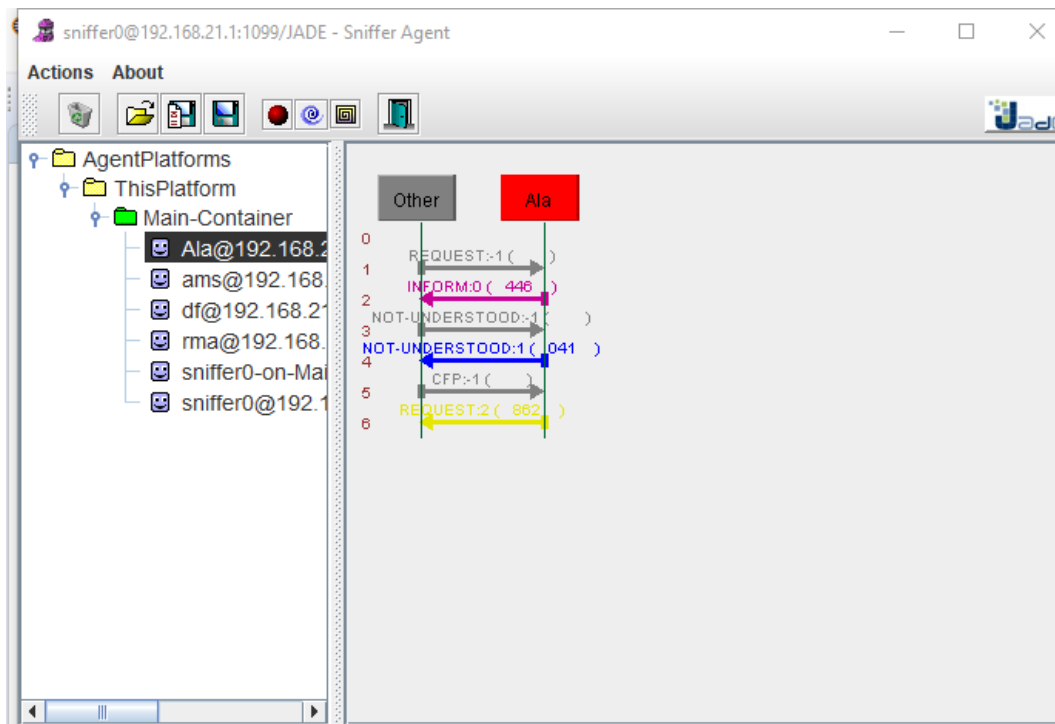 sniffer0@192.168.21.1:1099/JADE - Sniffer Agent
Actions About
Jade
AgentPlatforms
ThisPlatform
Main-Container
Ala@192.168.2
ams@192.168.
df@192.168.21
rma@192.168.
sniffer0-on-Mai
sniffer0@192.1
Other Ala
0
REQUEST:-1 ( )
1
INFORM:0 ( 446 )
2
NOT-UNDERSTOOD:-1 ( )
3
NOT-UNDERSTOOD:1 ( 041 )
4
CFP:-1 ( )
5
REQUEST:2 ( 862 )
6